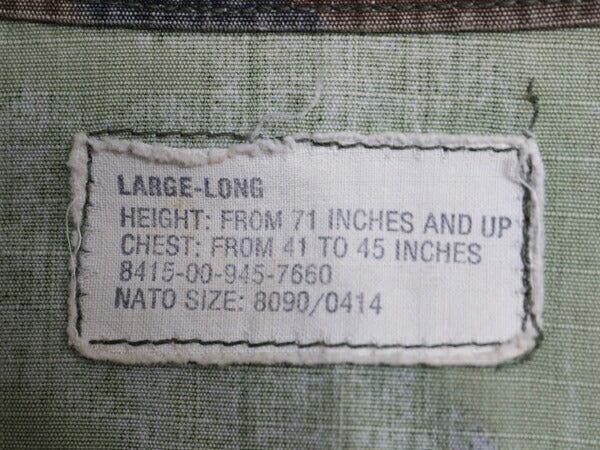 LARGE-LONG
HEIGHT: FROM 71 INCHES AND UP
CHEST: FROM 41 TO 45 INCHES
8415-00-945-7660
NATO SIZE: 8090/0414